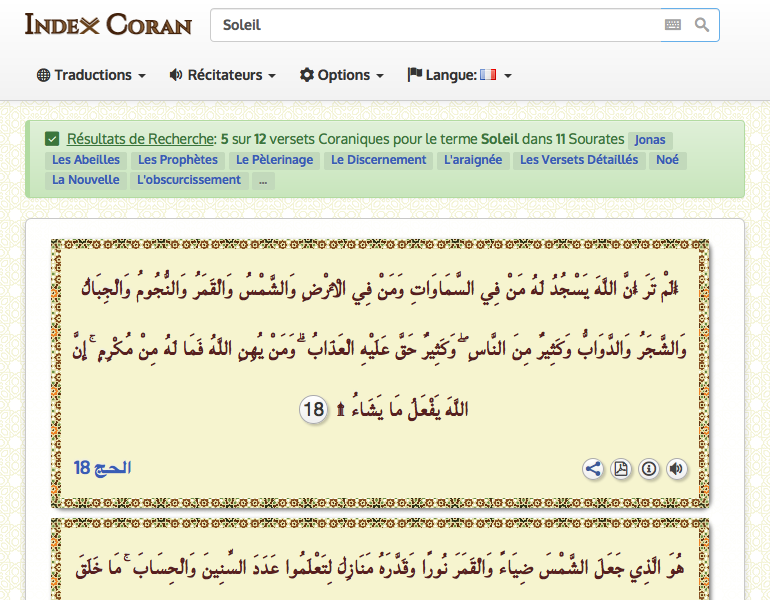 Index Coran
Soleil
Traductions Récitateurs Options Langue:
Résultats de Recherche: 5 sur 12 versets Coraniques pour le terme Soleil dans 11 Sourates Jonas
Les Abeilles Les Prophètes Le Pèlerinage Le Discernement L'araignée Les Versets Détaillés Noé
La Nouvelle L'obscurcissement ...
أَلَمْ تَرَ أَنَّ اللَّهَ يَسْجُدُ لَهُ مَنْ فِي السَّمَاوَاتِ وَمَنْ فِي الْأَرْضِ وَالشَّمْسُ وَالْقَمَرُ وَالنُّجُومُ وَالْجِبَالُ
وَالشَّجَرُ وَالدَّوَابُّ وَكَثِيرٌ مِنَ النَّاسِ ۖ وَكَثِيرٌ حَقَّ عَلَيْهِ الْعَذَابُ ۗ وَمَنْ يُهِنِ اللَّهُ فَمَا لَهُ مِنْ مُكْرِمٍ ۚ إِنَّ
اللَّهَ يَفْعَلُ مَا يَشَاءُ ۩ 18
الحج 18
هُوَ الَّذِي جَعَلَ الشَّمْسَ ضِيَاءً وَالْقَمَرَ نُورًا وَقَدَّرَهُ مَنَازِلَ لِتَعْلَمُوا عَدَدَ السِّنِينَ وَالْحِسَابَ ۚ مَا خَلَقَ